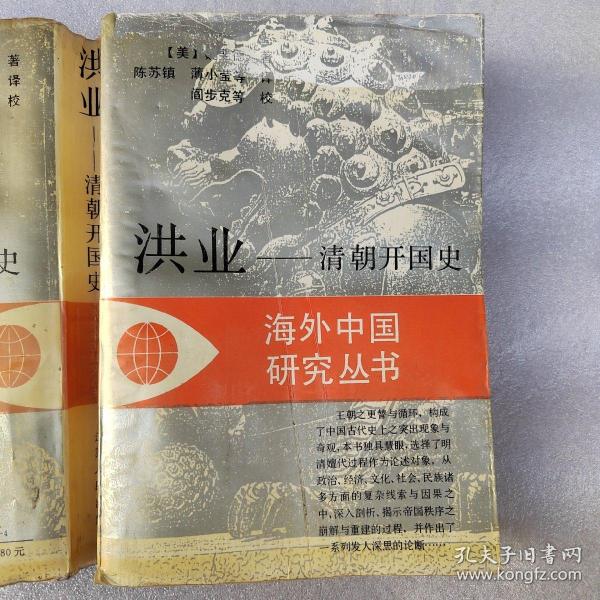 著
译
校
洪业——清朝开国史
史
80元
【美】
陈苏镇 薄小莹等 译
阎步克等 校
洪业——清朝开国史
海外中国
研究丛书
王朝之更替与循环，构成
了中国古代史上之突出现象与
奇观，本书独具慧眼，选择了明
清嬗代过程作为论述对象，从
政治、经济、文化、社会、民族诸
多方面的复杂线索与因果之
中，深入剖析、揭示帝国秩序之
崩解与重建的过程，并作出了
一系列发人深思的论断……
孔夫子旧书网
www.kongfz.com